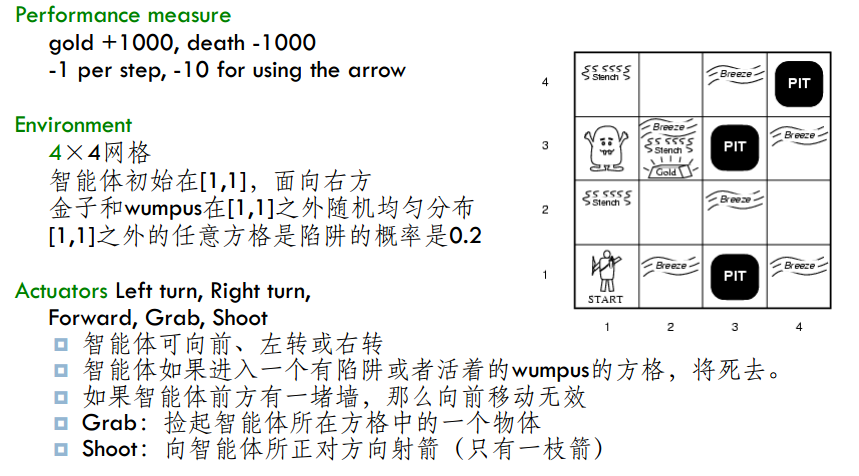 Performance measure
gold +1000, death -1000
-1 per step, -10 for using the arrow
Environment
4×4网格
智能体初始在[1,1]，面向右方
金子和wumpus在[1,1]之外随机均匀分布
[1,1]之外的任意方格是陷阱的概率是0.2
Actuators Left turn, Right turn,
Forward, Grab, Shoot
智能体可向前、左转或右转
智能体如果进入一个有陷阱或者活着的wumpus的方格，将死去。
如果智能体前方有一堵墙，那么向前移动无效
Grab：捡起智能体所在方格中的一个物体
Shoot：向智能体所正对方向射箭（只有一枝箭）
4
SS SSSS
Stench
Breeze
PIT
3
Breeze
SS SSSS
Stench
Gold
PIT
Breeze
2
SS SSSS
Stench
Breeze
1
START
Breeze
PIT
Breeze
1 2 3 4